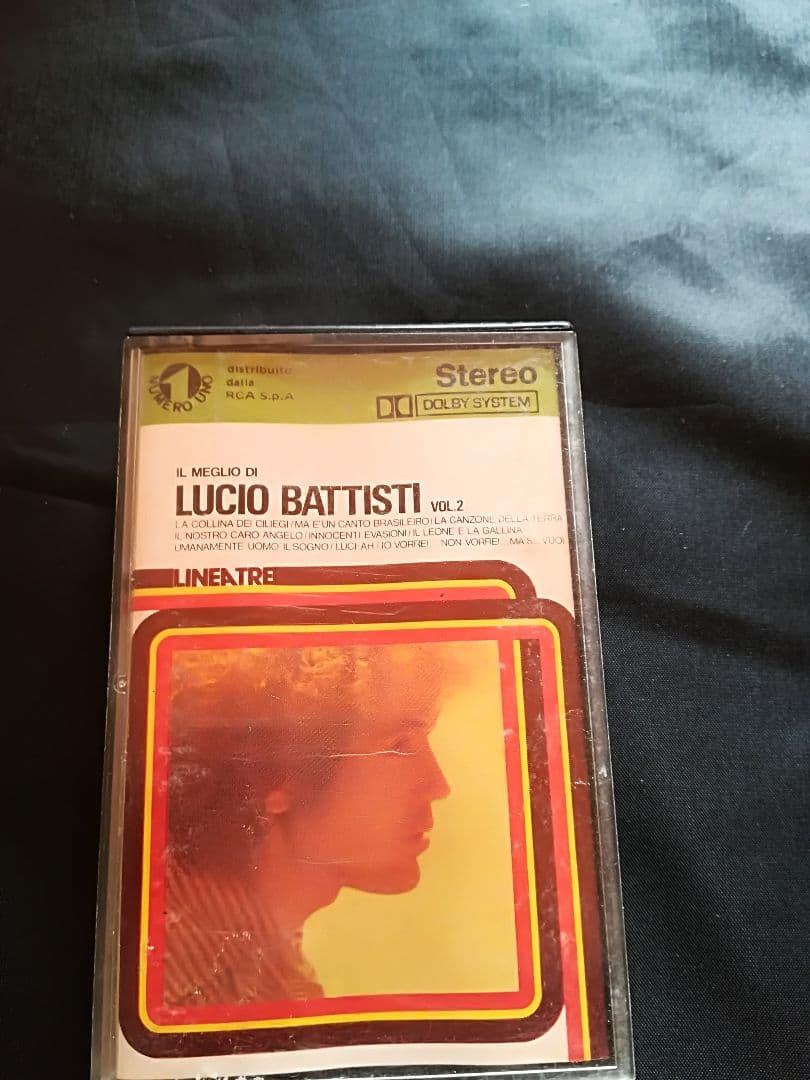 1
NUMERO UNO
distribuito
dalla
RCA S.p.A
Stereo
DOLBY SYSTEM
IL MEGLIO DI
LUCIO BATTISTI VOL.2
LA COLLINA DEI CILIEGI/MA E' UN CANTO BRASILEIRO/LA CANZONE DELLA TERRA
IL NOSTRO CARO ANGELO/INNOCENTI EVASIONI/IL LEONE E LA GALLINA
UMANAMENTE UOMO: IL SOGNO/LUCI-AH/IO VORREI... NON VORREI... MA SE VUOI
LINEATRE